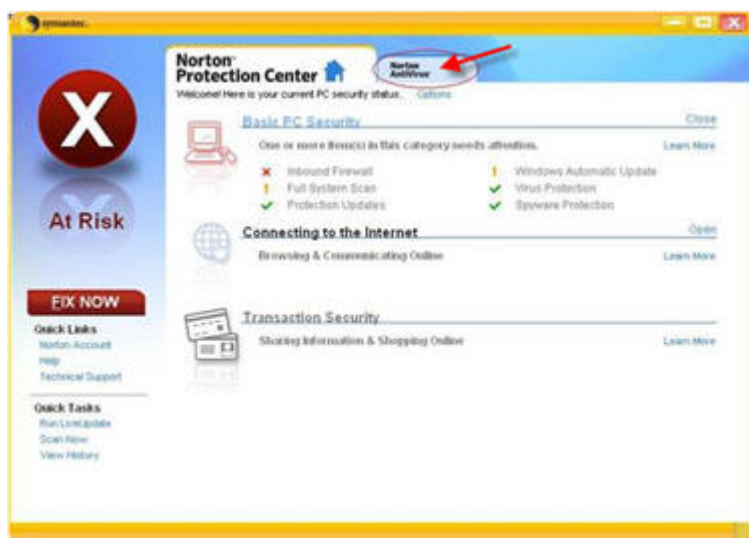 symantec.
Norton
Protection Center
Norton
AntiVirus
Welcome! Here is your current PC security status. Options
Basic PC Security Close
One or more item(s) in this category needs attention. Learn More
Inbound Firewall
Windows Automatic Update
Full System Scan
Virus Protection
Protection Updates
Spyware Protection
X
At Risk
Connecting to the Internet Open
Browsing & Communicating Online Learn More
FIX NOW
Transaction Security
Sharing Information & Shopping Online Learn More
Quick Links
Norton Account
Help
Technical Support
Quick Tasks
Run LiveUpdate
Scan Now
View History